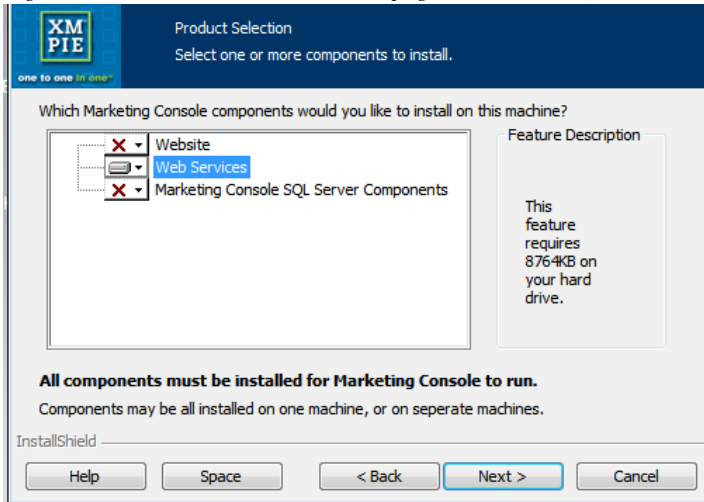 XM
PIE
one to one in one
Product Selection
Select one or more components to install.
Which Marketing Console components would you like to install on this machine?
Website
Web Services
Marketing Console SQL Server Components
Feature Description
This
feature
requires
8764KB on
your hard
drive.
All components must be installed for Marketing Console to run.
Components may be all installed on one machine, or on seperate machines.
InstallShield
Help
Space
< Back
Next >
Cancel